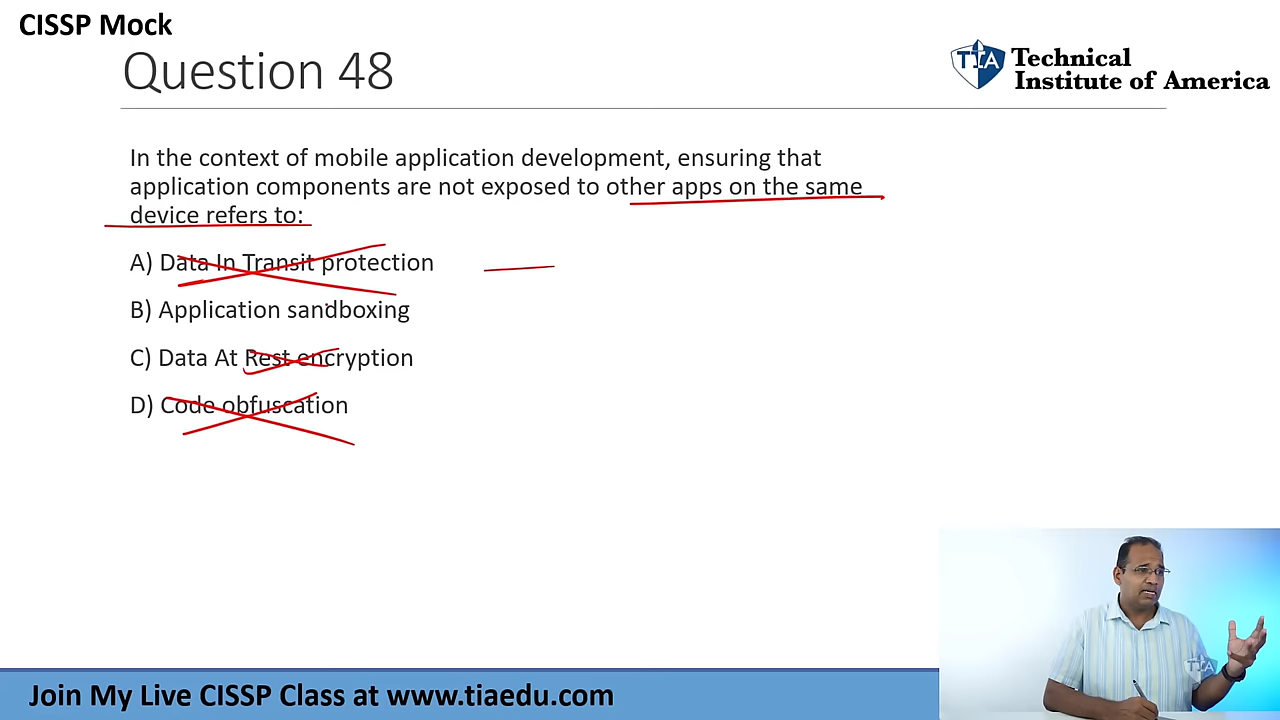 CISSP Mock
Question 48
TIA
Technical
Institute of America
In the context of mobile application development, ensuring that
application components are not exposed to other apps on the same
device refers to:
A) Data In Transit protection
B) Application sandboxing
C) Data At Rest encryption
D) Code obfuscation
TIA
Join My Live CISSP Class at www.tiaedu.com